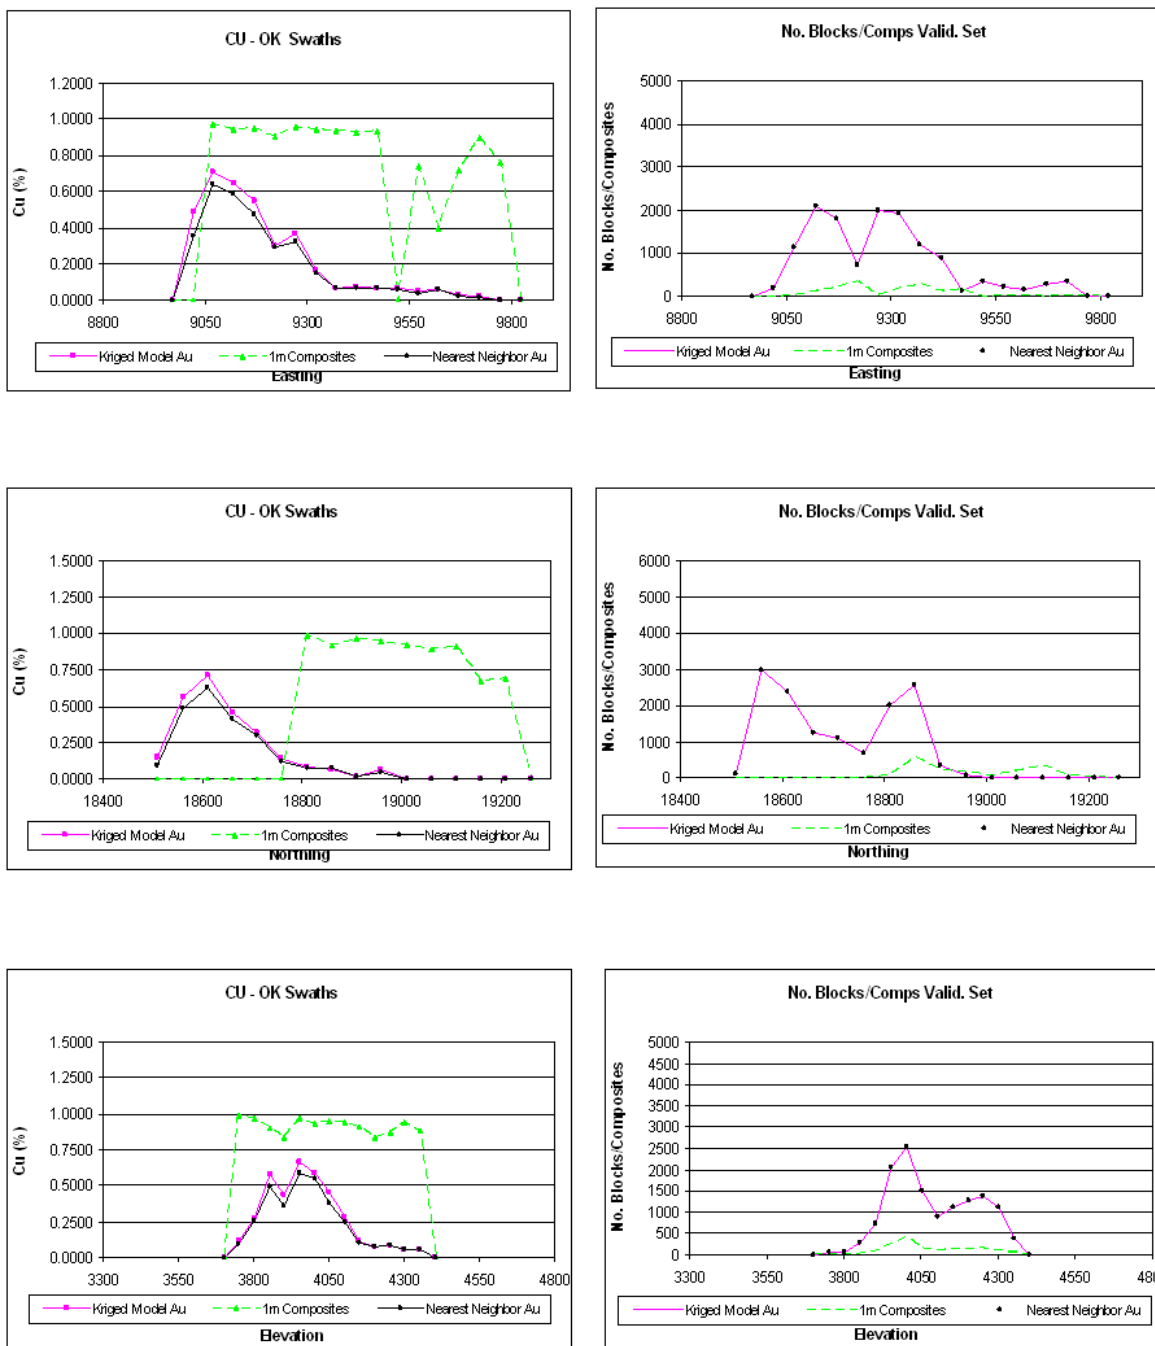 CU - OK Swaths
Cu (%)
1.2000
1.0000
0.8000
0.6000
0.4000
0.2000
0.0000
8800 9050 9300 9550 9800
Kriged Model Au 1m Composites Nearest Neighbor Au
Easting
No. Blocks/Comps Valid. Set
No. Blocks/Composites
5000
4000
3000
2000
1000
0
8800 9050 9300 9550 9800
Kriged Model Au 1m Composites Nearest Neighbor Au
Easting
CU - OK Swaths
Cu (%)
1.5000
1.2500
1.0000
0.7500
0.5000
0.2500
0.0000
18400 18600 18800 19000 19200
Kriged Model Au 1m Composites Nearest Neighbor Au
Northing
No. Blocks/Comps Valid. Set
No. Blocks/Composites
6000
5000
4000
3000
2000
1000
0
18400 18600 18800 19000 19200
Kriged Model Au 1m Composites Nearest Neighbor Au
Northing
CU - OK Swaths
Cu (%)
1.5000
1.2500
1.0000
0.7500
0.5000
0.2500
0.0000
3300 3550 3800 4050 4300 4550 4800
Kriged Model Au 1m Composites Nearest Neighbor Au
Elevation
No. Blocks/Comps Valid. Set
No. Blocks/Composites
5000
4500
4000
3500
3000
2500
2000
1500
1000
500
0
3300 3550 3800 4050 4300 4550 480
Kriged Model Au 1m Composites Nearest Neighbor Au
Elevation